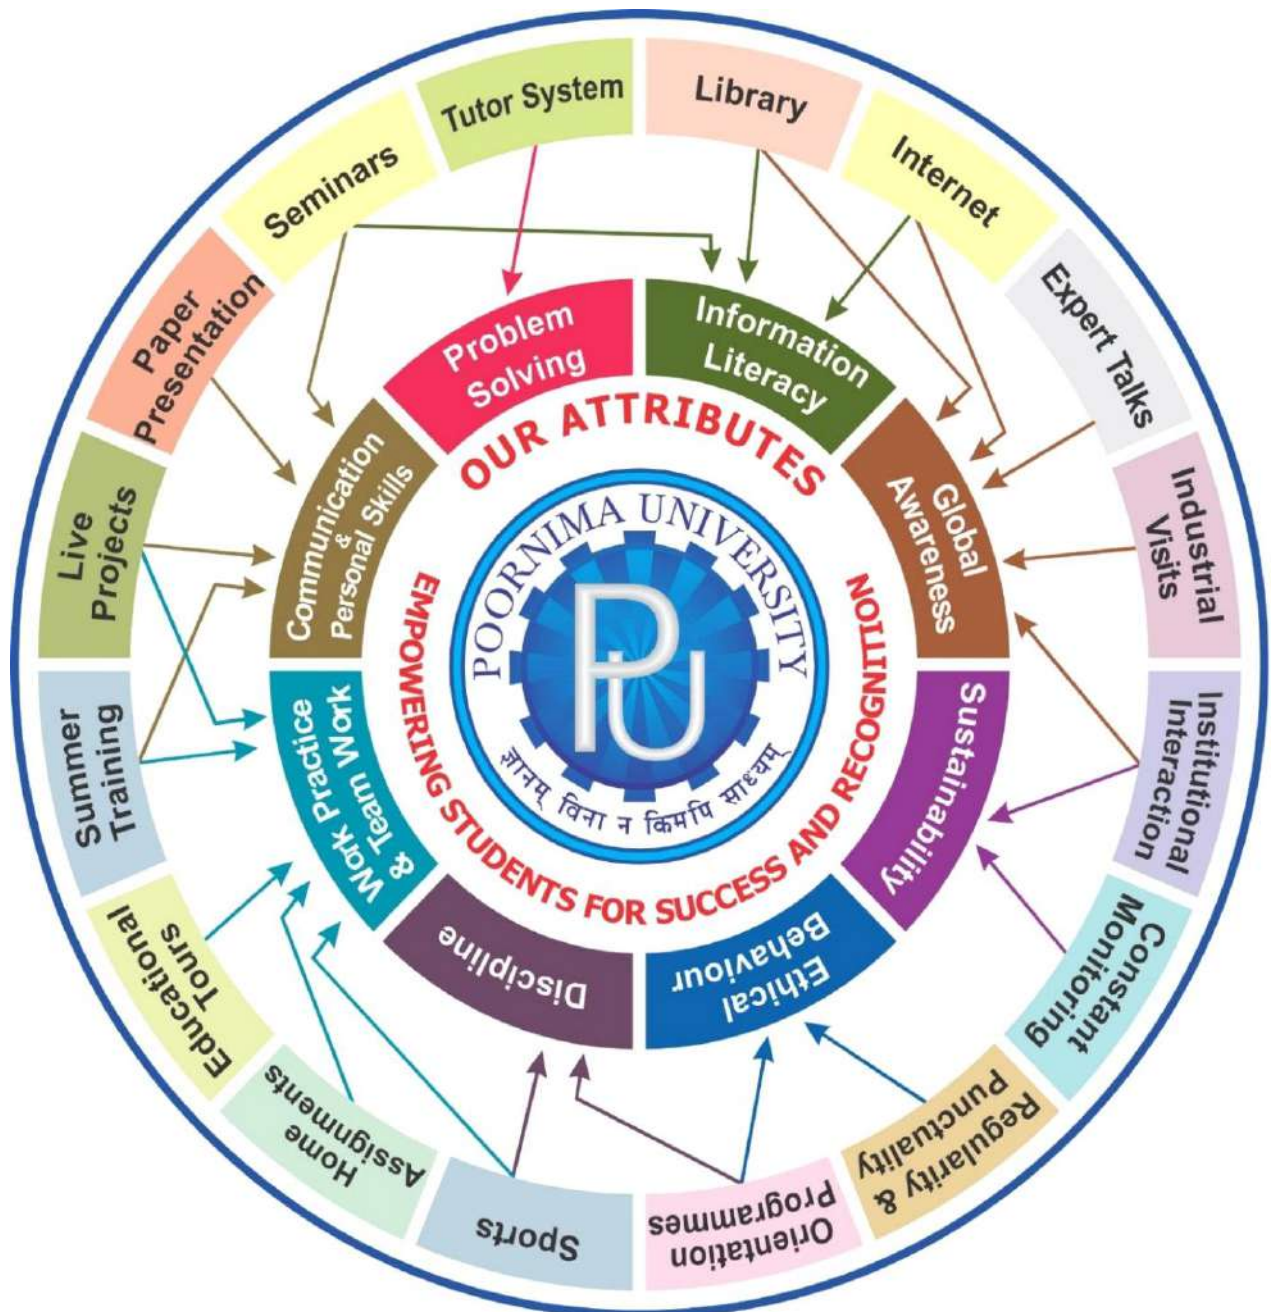 Tutor System
Library
Internet
Expert Talks
Industrial
Visits
Institutional
Interaction
Constant
Monitoring
Regularity &
Punctuality
Orientation
Programmes
Sports
Home
Assignments
Educational
Tours
Summer
Training
Live
Projects
Paper
Presentation
Seminars
Problem
Solving
Information
Literacy
Global
Awareness
Sustainability
Ethical
Behaviour
Discipline
Work Practice
& Team Work
Communication
&
Personal Skills
OUR ATTRIBUTES
EMPOWERING STUDENTS FOR SUCCESS AND RECOGNITION
POORNIMA UNIVERSITY
PU
ज्ञानम् विना न किमपि साध्यम्